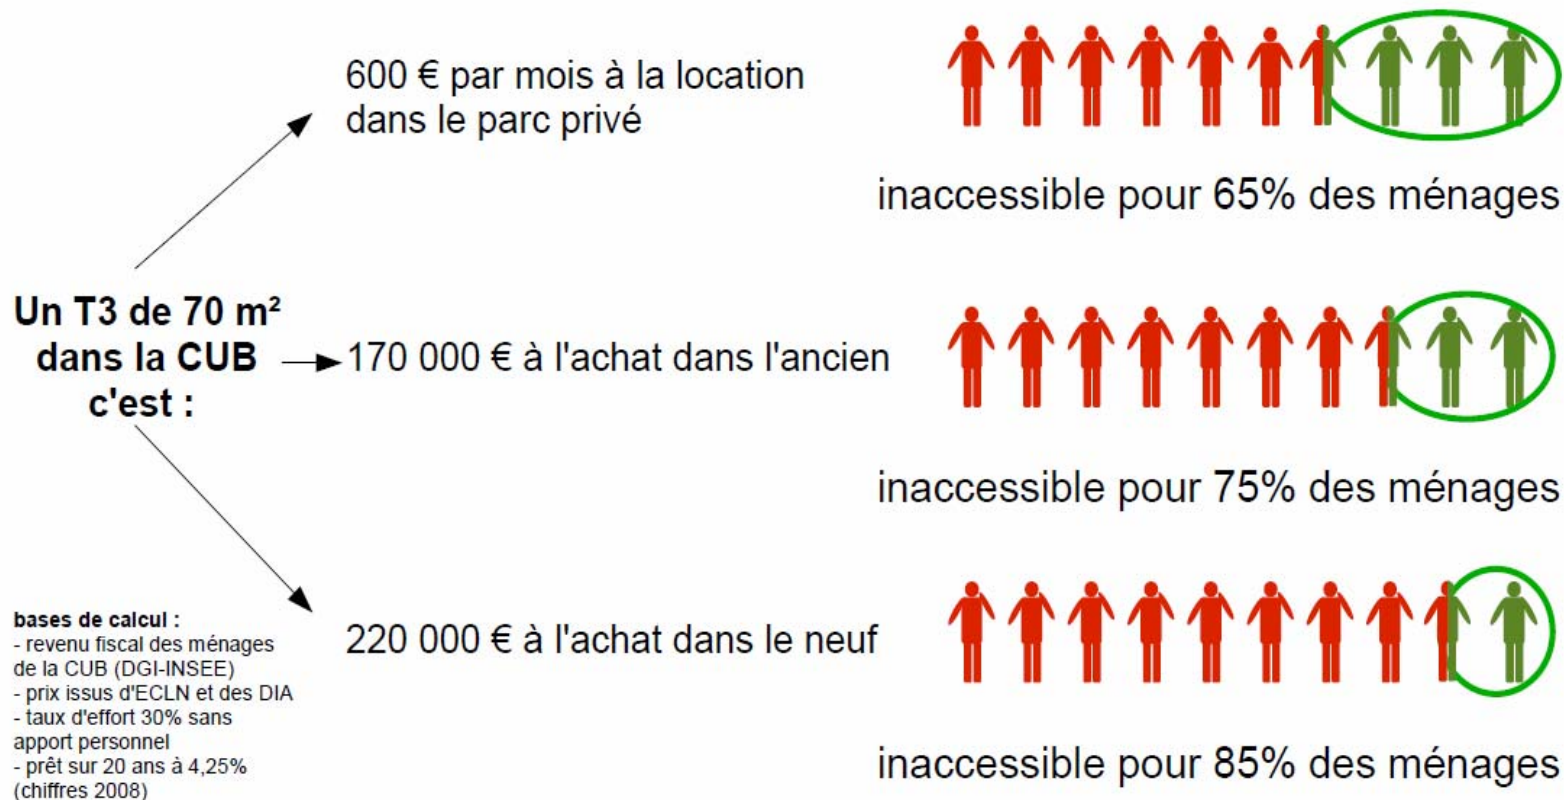 Un T3 de 70 m²
dans la CUB
c'est :
600 € par mois à la location
dans le parc privé
inaccessible pour 65% des ménages
170 000 € à l'achat dans l'ancien
inaccessible pour 75% des ménages
220 000 € à l'achat dans le neuf
inaccessible pour 85% des ménages
bases de calcul :
- revenu fiscal des ménages
de la CUB (DGI-INSEE)
- prix issus d'ECLN et des DIA
- taux d'effort 30% sans
apport personnel
- prêt sur 20 ans à 4,25%
(chiffres 2008)